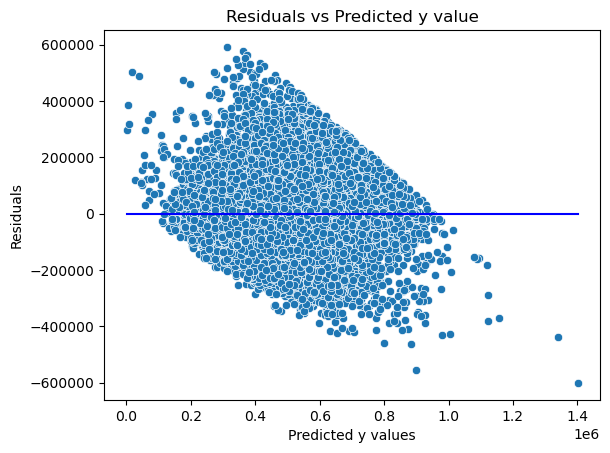 Residuals vs Predicted y value
600000
400000
200000
0
−200000
−400000
−600000
Residuals
0.0 0.2 0.4 0.6 0.8 1.0 1.2 1.4
1e6
Predicted y values